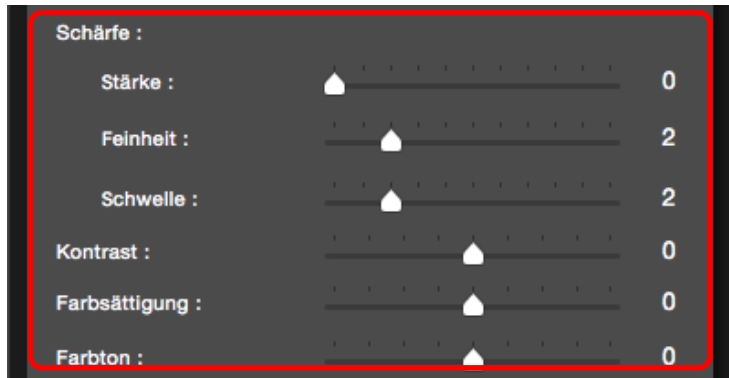 Schärfe :
Stärke : 0
Feinheit : 2
Schwelle : 2
Kontrast : 0
Farbsättigung : 0
Farbton : 0